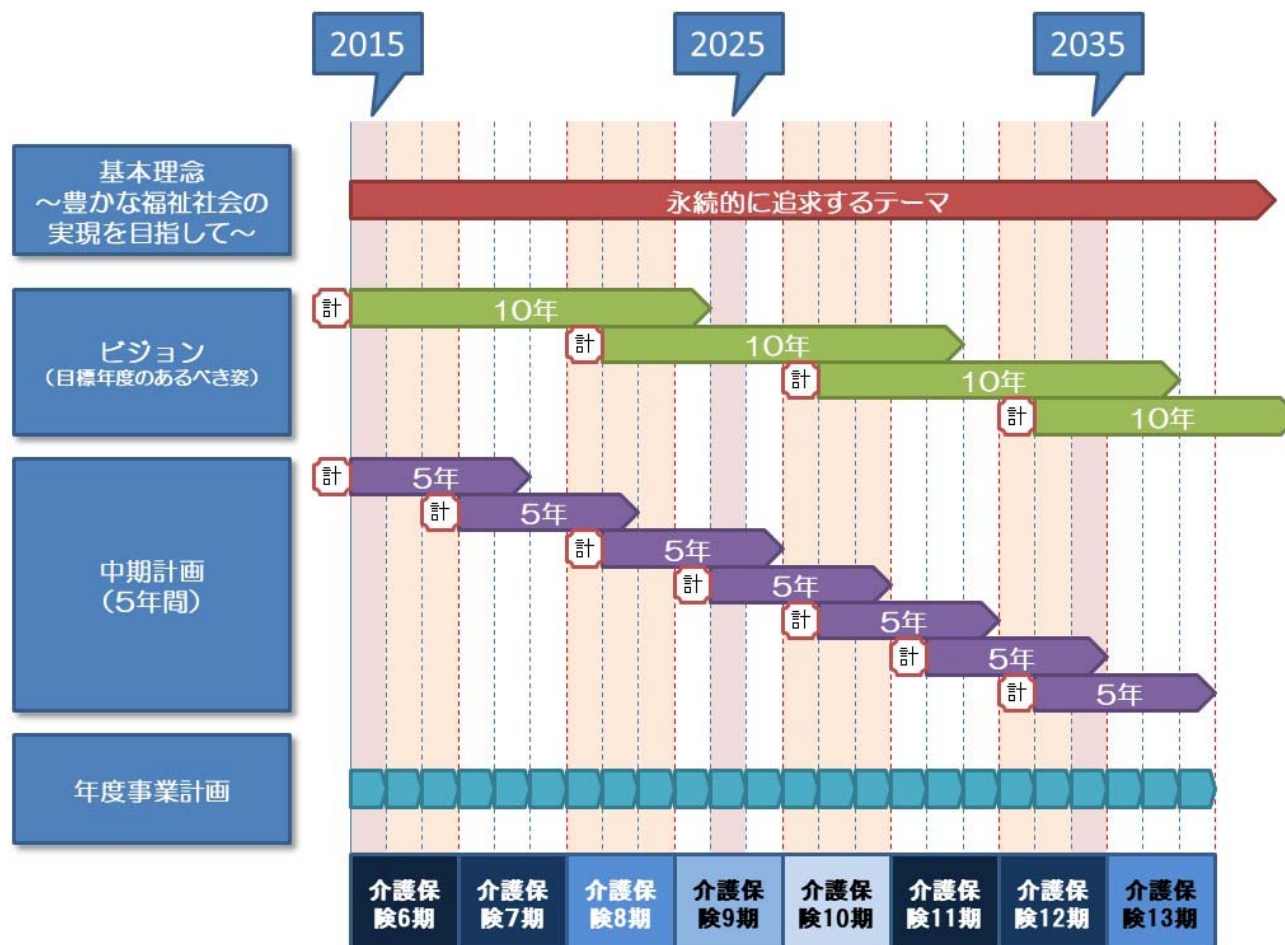 2015
2025
2035
基本理念
～豊かな福祉社会の
実現を目指して～
永続的に追求するテーマ
ビジョン
（目標年度のあるべき姿）
計
10年
計
10年
計
10年
計
10年
中期計画
（5年間）
計
5年
計
5年
計
5年
計
5年
計
5年
計
5年
計
5年
年度事業計画
介護保
険6期
介護保
険7期
介護保
険8期
介護保
険9期
介護保
険10期
介護保
険11期
介護保
険12期
介護保
険13期